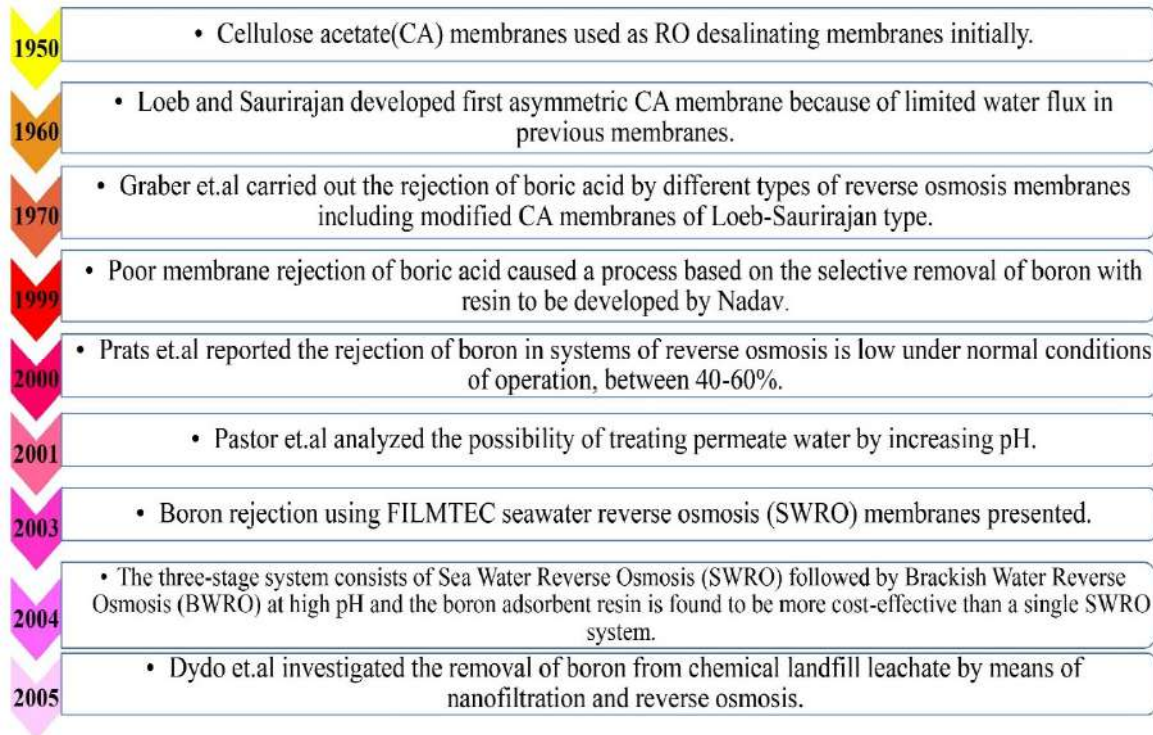 1950
• Cellulose acetate(CA) membranes used as RO desalinating membranes initially.
1960
• Loeb and Saurirajan developed first asymmetric CA membrane because of limited water flux in
previous membranes.
1970
• Graber et.al carried out the rejection of boric acid by different types of reverse osmosis membranes
including modified CA membranes of Loeb-Saurirajan type.
1999
• Poor membrane rejection of boric acid caused a process based on the selective removal of boron with
resin to be developed by Nadav.
2000
• Prats et.al reported the rejection of boron in systems of reverse osmosis is low under normal conditions
of operation, between 40-60%.
2001
• Pastor et.al analyzed the possibility of treating permeate water by increasing pH.
2003
• Boron rejection using FILMTEC seawater reverse osmosis (SWRO) membranes presented.
2004
• The three-stage system consists of Sea Water Reverse Osmosis (SWRO) followed by Brackish Water Reverse
Osmosis (BWRO) at high pH and the boron adsorbent resin is found to be more cost-effective than a single SWRO
system.
2005
• Dydo et.al investigated the removal of boron from chemical landfill leachate by means of
nanofiltration and reverse osmosis.